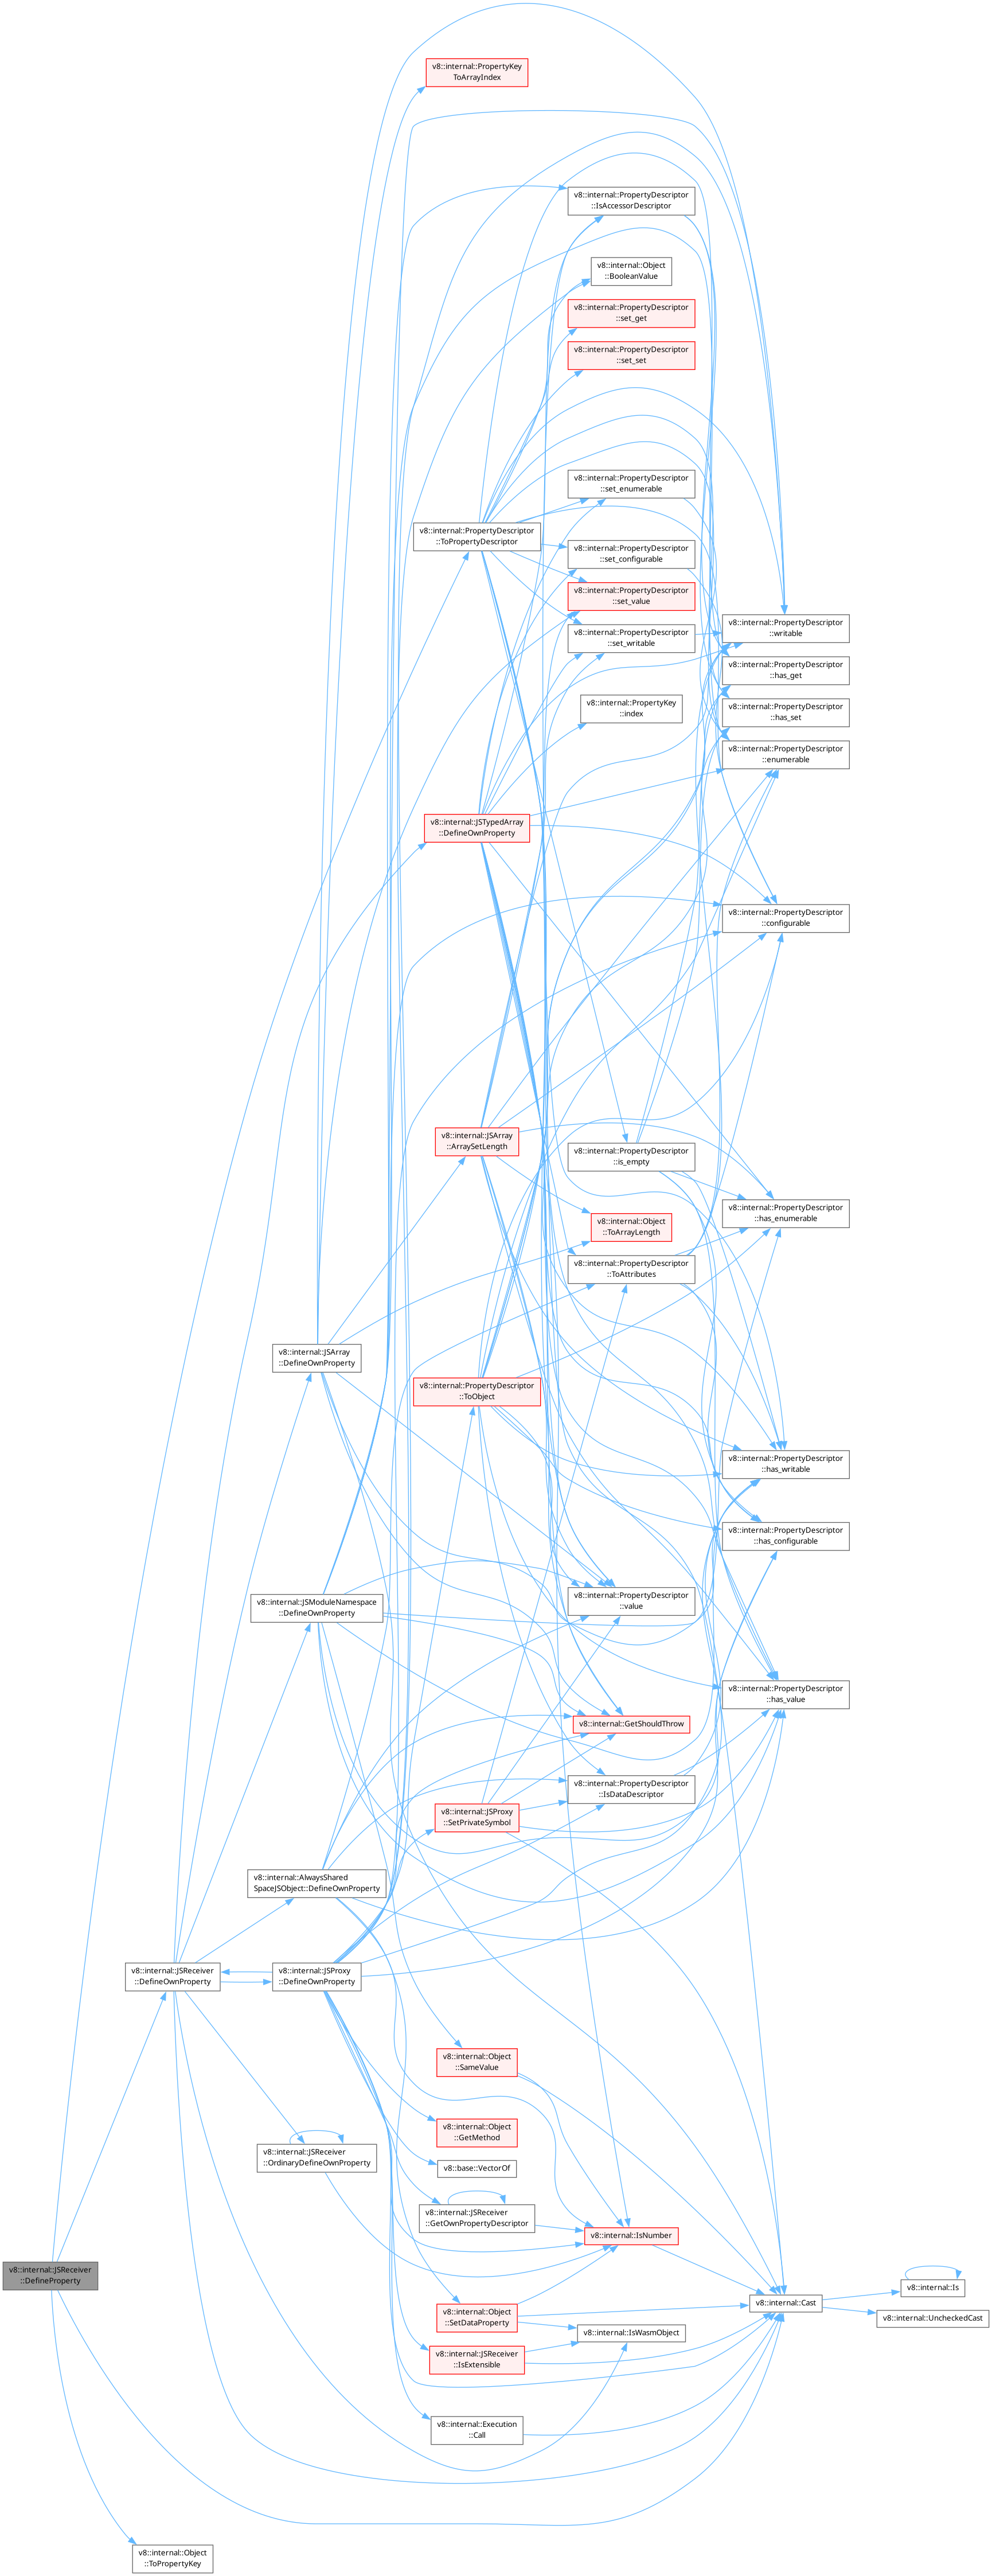 v8::internal::PropertyKey
ToArrayIndex
v8::internal::PropertyDescriptor
::IsAccessorDescriptor
v8::internal::Object
::BooleanValue
v8::internal::PropertyDescriptor
::set_get
v8::internal::PropertyDescriptor
::set_set
v8::internal::PropertyDescriptor
::set_enumerable
v8::internal::PropertyDescriptor
::ToPropertyDescriptor
v8::internal::PropertyDescriptor
::set_configurable
v8::internal::PropertyDescriptor
::set_value
v8::internal::PropertyDescriptor
::set_writable
v8::internal::PropertyDescriptor
::writable
v8::internal::PropertyDescriptor
::has_get
v8::internal::PropertyKey
::index
v8::internal::PropertyDescriptor
::has_set
v8::internal::PropertyDescriptor
::enumerable
v8::internal::JSTypedArray
::DefineOwnProperty
v8::internal::PropertyDescriptor
::configurable
v8::internal::JSArray
::ArraySetLength
v8::internal::PropertyDescriptor
::is_empty
v8::internal::PropertyDescriptor
::has_enumerable
v8::internal::Object
::ToArrayLength
v8::internal::PropertyDescriptor
::ToAttributes
v8::internal::JSArray
::DefineOwnProperty
v8::internal::PropertyDescriptor
::ToObject
v8::internal::PropertyDescriptor
::has_writable
v8::internal::PropertyDescriptor
::has_configurable
v8::internal::JSModuleNamespace
::DefineOwnProperty
v8::internal::PropertyDescriptor
::value
v8::internal::PropertyDescriptor
::has_value
v8::internal::GetShouldThrow
v8::internal::PropertyDescriptor
::IsDataDescriptor
v8::internal::JSProxy
::SetPrivateSymbol
v8::internal::AlwaysShared
SpaceJSObject::DefineOwnProperty
v8::internal::JSReceiver
::DefineOwnProperty
v8::internal::JSProxy
::DefineOwnProperty
v8::internal::Object
::SameValue
v8::internal::Object
::GetMethod
v8::internal::JSReceiver
::OrdinaryDefineOwnProperty
v8::base::VectorOf
v8::internal::JSReceiver
::GetOwnPropertyDescriptor
v8::internal::IsNumber
v8::internal::JSReceiver
::DefineProperty
v8::internal::Is
v8::internal::Cast
v8::internal::UncheckedCast
v8::internal::Object
::SetDataProperty
v8::internal::IsWasmObject
v8::internal::JSReceiver
::IsExtensible
v8::internal::Execution
::Call
v8::internal::Object
::ToPropertyKey